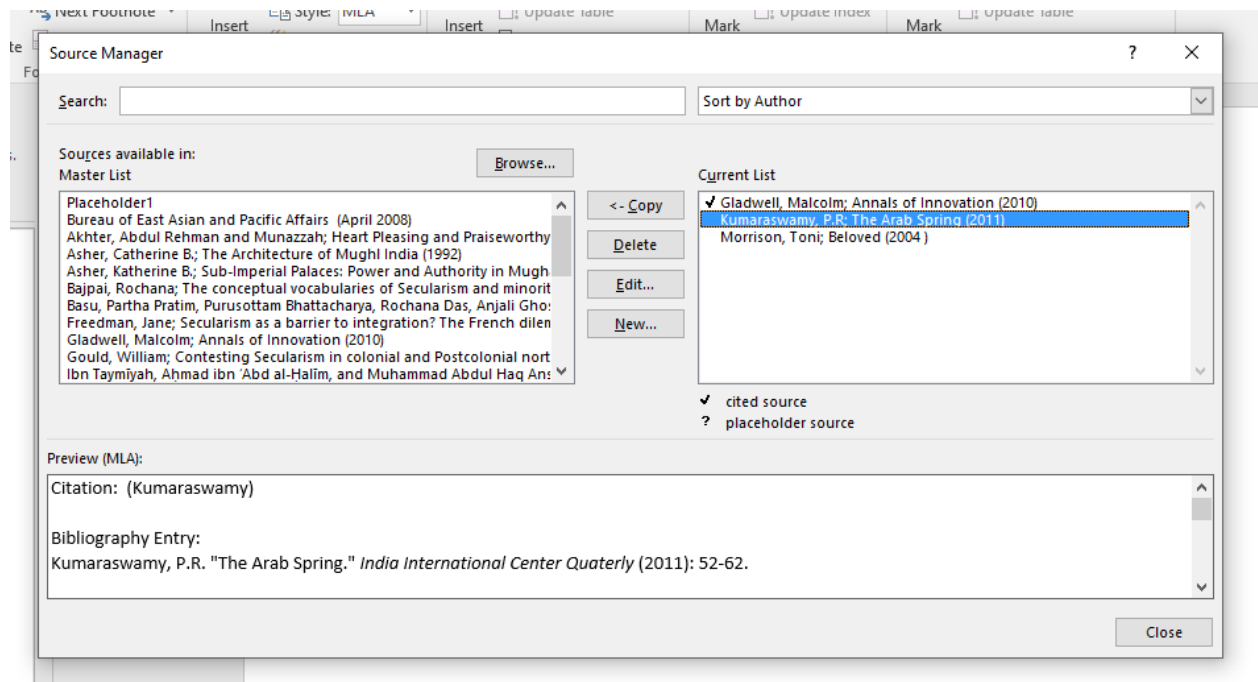 Next Footnote
Insert
Style: MLA
Insert
Update Table
Mark
Update Index
Mark
Update Table
te
Fo
Source Manager
?
Search:
Sort by Author
s.
Sources available in:
Master List
Browse...
Current List
Placeholder1
Bureau of East Asian and Pacific Affairs (April 2008)
Akhter, Abdul Rehman and Munazzah; Heart Pleasing and Praiseworthy
Asher, Catherine B.; The Architecture of Mughl India (1992)
Asher, Katherine B.; Sub-Imperial Palaces: Power and Authority in Mugh
Bajpai, Rochana; The conceptual vocabularies of Secularism and minorit
Basu, Partha Pratim, Purusottam Bhattacharya, Rochana Das, Anjali Ghos
Freedman, Jane; Secularism as a barrier to integration? The French dilem
Gladwell, Malcolm; Annals of Innovation (2010)
Gould, William; Contesting Secularism in colonial and Postcolonial nort
Ibn Taymīyah, Aḥmad ibn ʻAbd al-Ḥalīm, and Muhammad Abdul Haq Ans
<- Copy
Delete
Edit...
New...
✓ Gladwell, Malcolm; Annals of Innovation (2010)
Kumaraswamy, P.R; The Arab Spring (2011)
Morrison, Toni; Beloved (2004 )
✓ cited source
? placeholder source
Preview (MLA):
Citation: (Kumaraswamy)
Bibliography Entry:
Kumaraswamy, P.R. "The Arab Spring." India International Center Quaterly (2011): 52-62.
Close